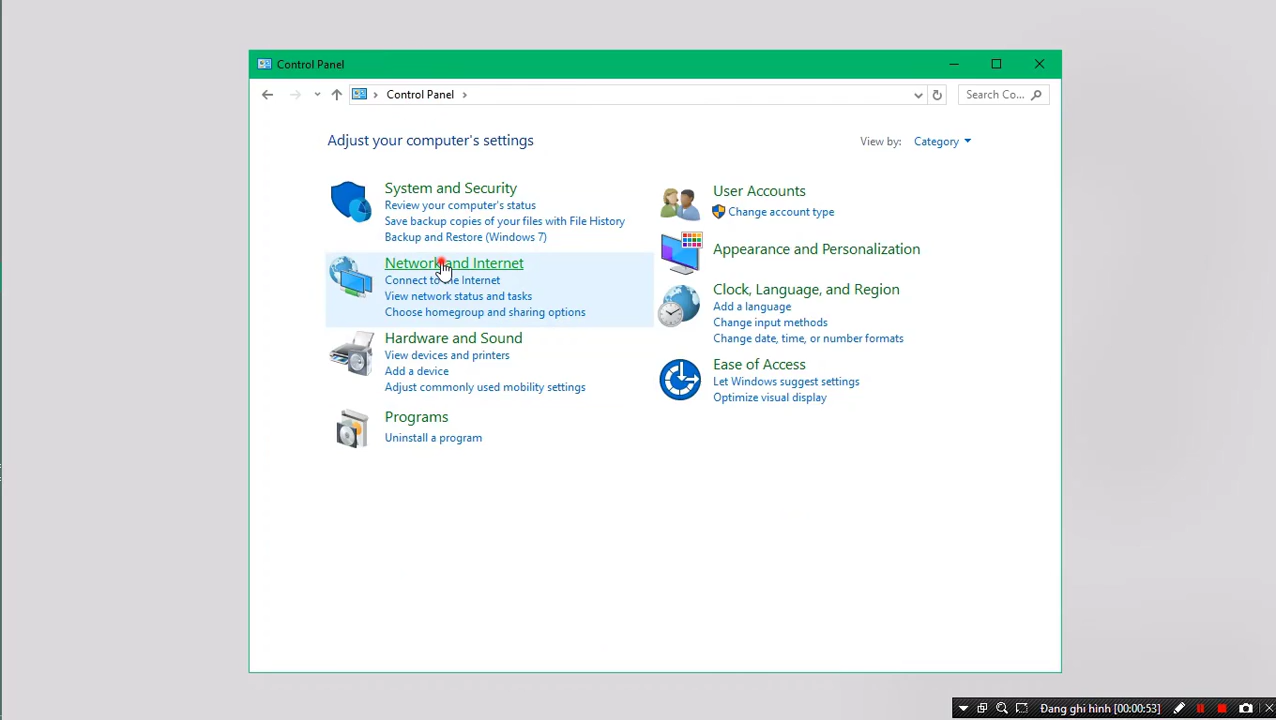 Control Panel
Control Panel
Search Co...
Adjust your computer's settings
View by: Category
System and Security
Review your computer's status
Save backup copies of your files with File History
Backup and Restore (Windows 7)
Network and Internet
Connect to the Internet
View network status and tasks
Choose homegroup and sharing options
Hardware and Sound
View devices and printers
Add a device
Adjust commonly used mobility settings
Programs
Uninstall a program
User Accounts
Change account type
Appearance and Personalization
Clock, Language, and Region
Add a language
Change input methods
Change date, time, or number formats
Ease of Access
Let Windows suggest settings
Optimize visual display
Đang ghi hình [00:00:53]